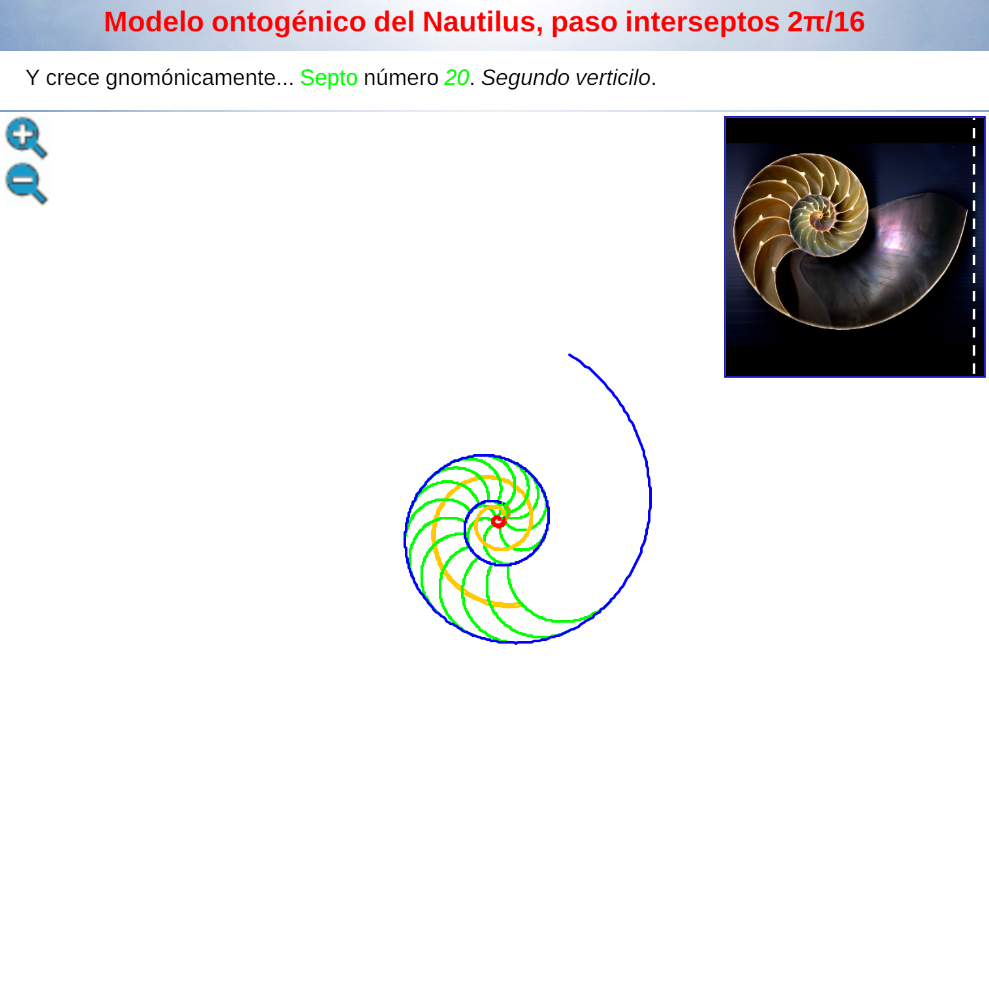 Modelo ontogénico del Nautilus, paso interseptos 2π/16
Y crece gnomónicamente... Septo número 20. Segundo verticilo.